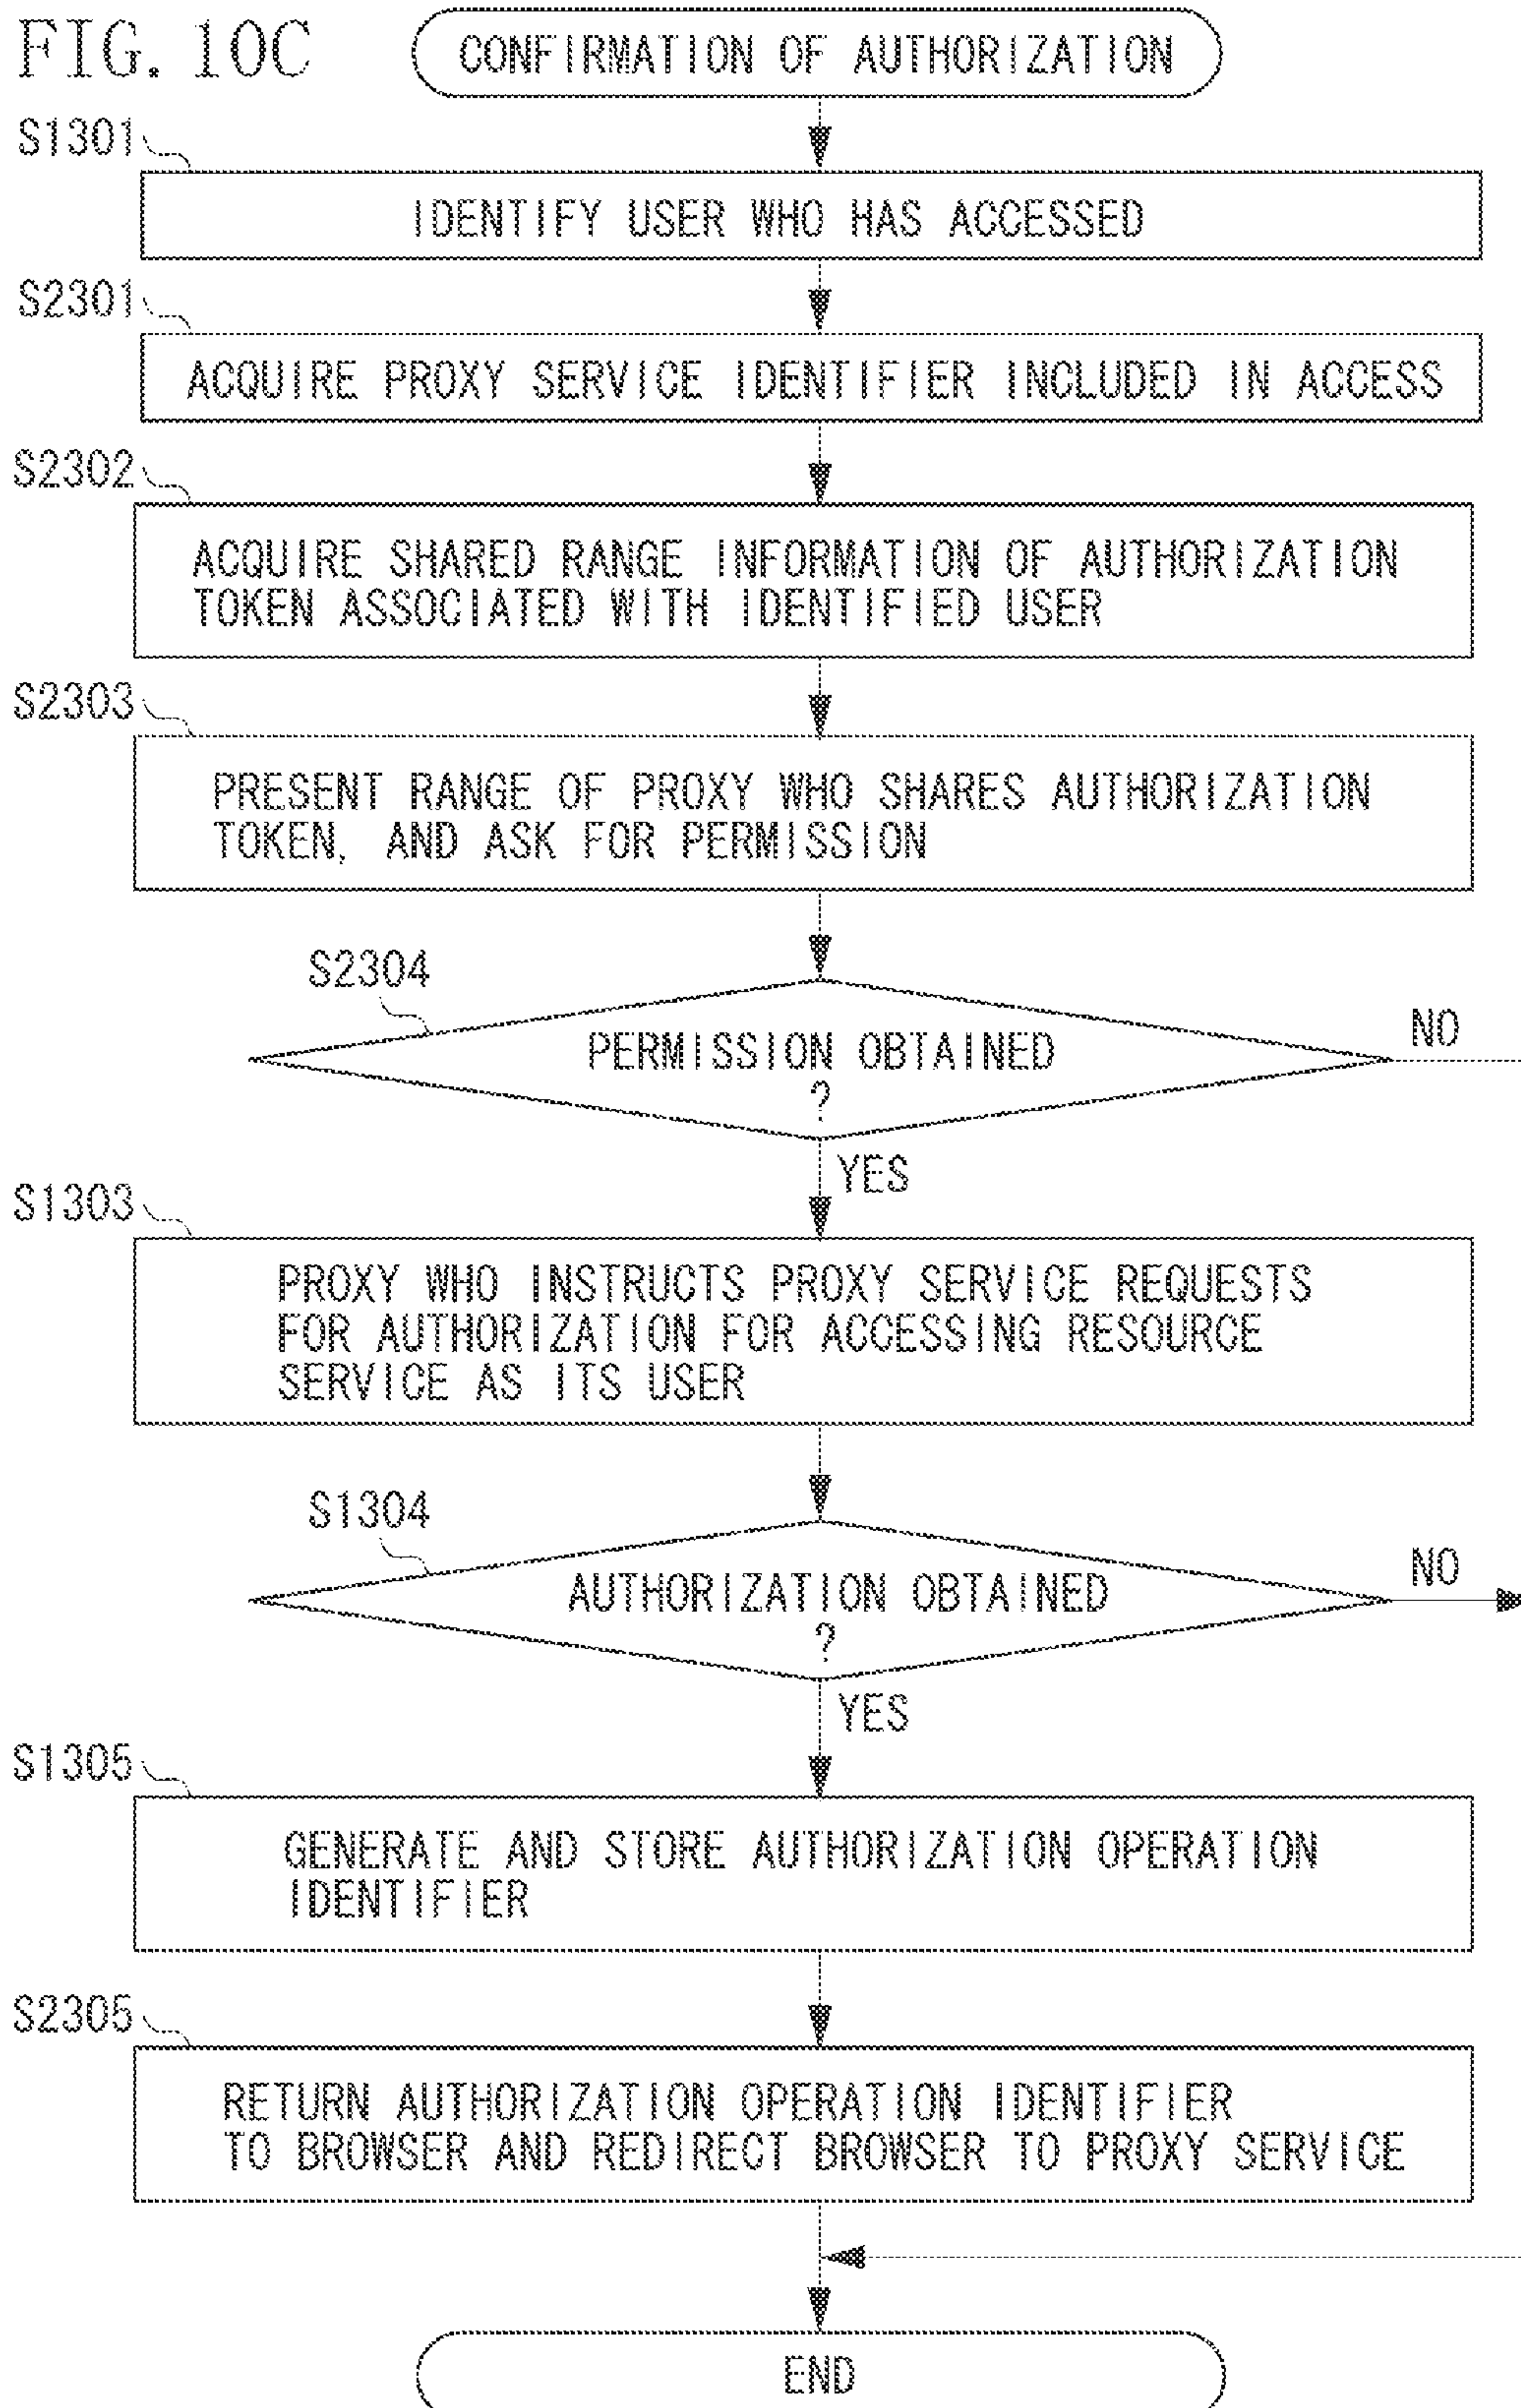 FIG. 10C
CONFIRMATION OF AUTHORIZATION
S1301
IDENTIFY USER WHO HAS ACCESSED
S2301
ACQUIRE PROXY SERVICE IDENTIFIER INCLUDED IN ACCESS
S2302
ACQUIRE SHARED RANGE INFORMATION OF AUTHORIZATION
TOKEN ASSOCIATED WITH IDENTIFIED USER
S2303
PRESENT RANGE OF PROXY WHO SHARES AUTHORIZATION
TOKEN, AND ASK FOR PERMISSION
S2304
PERMISSION OBTAINED
?
NO
YES
S1303
PROXY WHO INSTRUCTS PROXY SERVICE REQUESTS
FOR AUTHORIZATION FOR ACCESSING RESOURCE
SERVICE AS ITS USER
S1304
AUTHORIZATION OBTAINED
?
NO
YES
S1305
GENERATE AND STORE AUTHORIZATION OPERATION
IDENTIFIER
S2305
RETURN AUTHORIZATION OPERATION IDENTIFIER
TO BROWSER AND REDIRECT BROWSER TO PROXY SERVICE
END